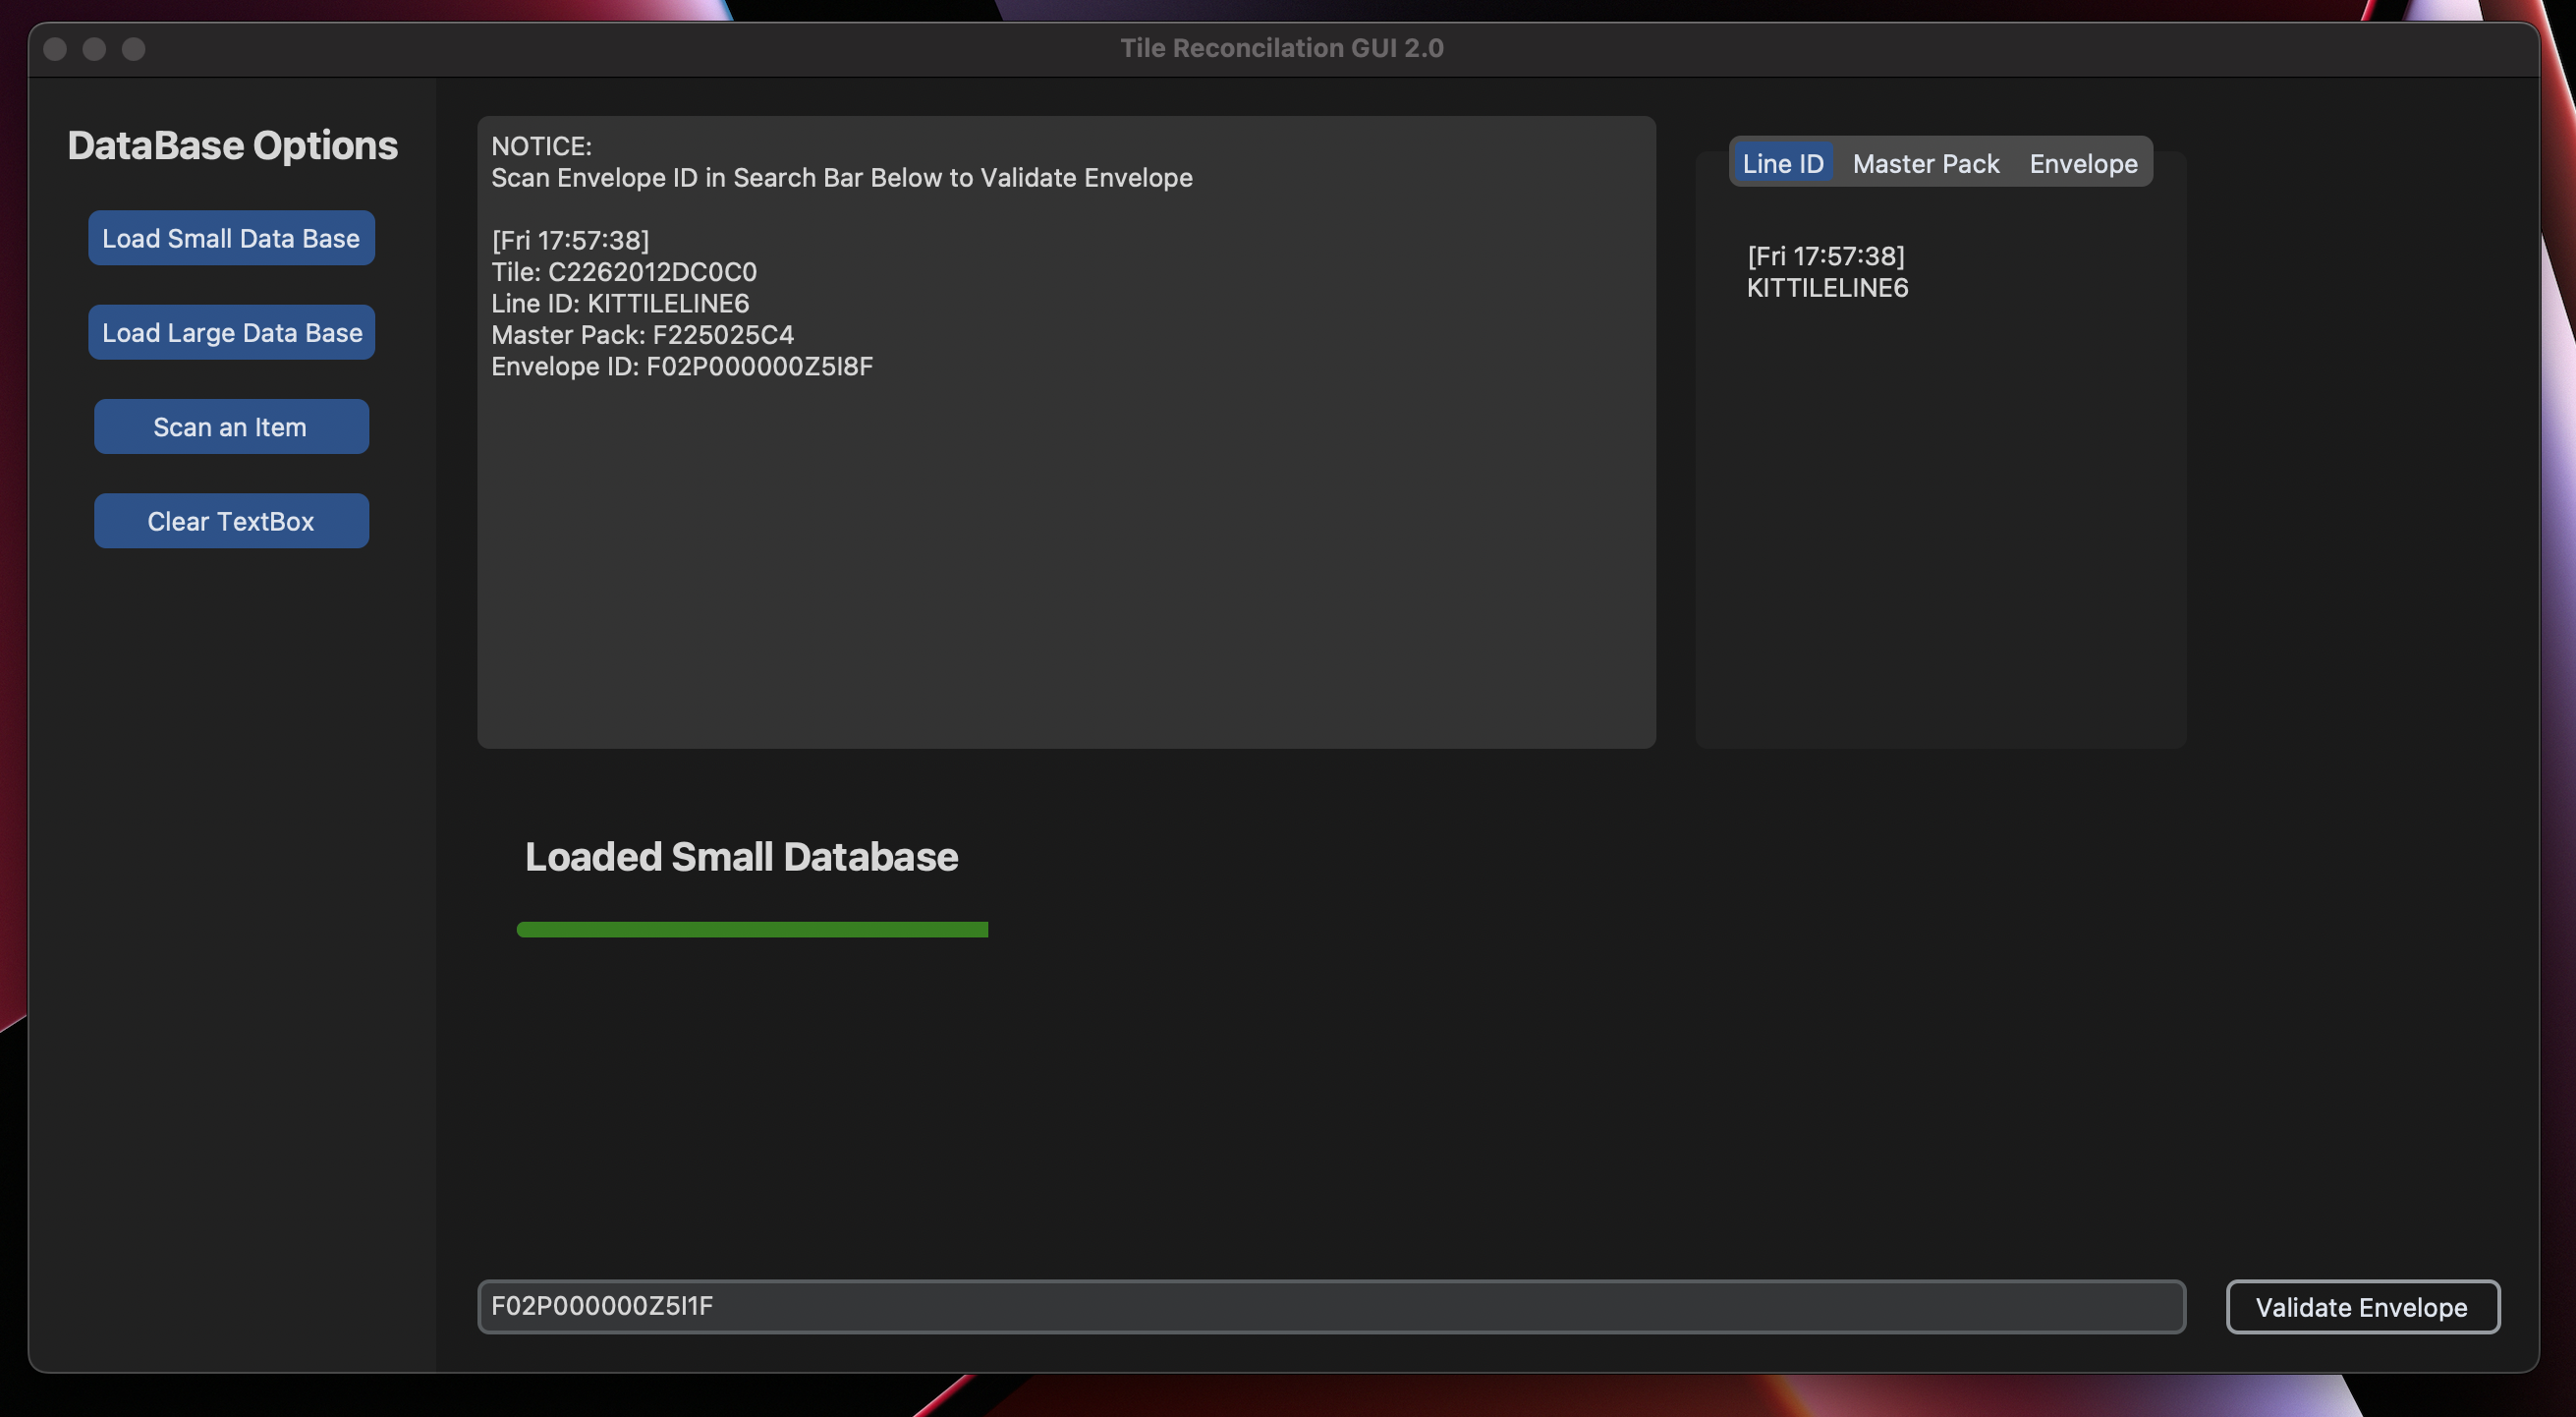 Tile Reconcilation GUI 2.0
DataBase Options
Load Small Data Base
Load Large Data Base
Scan an Item
Clear TextBox
NOTICE:
Scan Envelope ID in Search Bar Below to Validate Envelope
[Fri 17:57:38]
Tile: C2262012DC0C0
Line ID: KITTILELINE6
Master Pack: F225025C4
Envelope ID: F02P000000Z5I8F
Line ID Master Pack Envelope
[Fri 17:57:38]
KITTILELINE6
Loaded Small Database
F02P000000Z5I1F
Validate Envelope